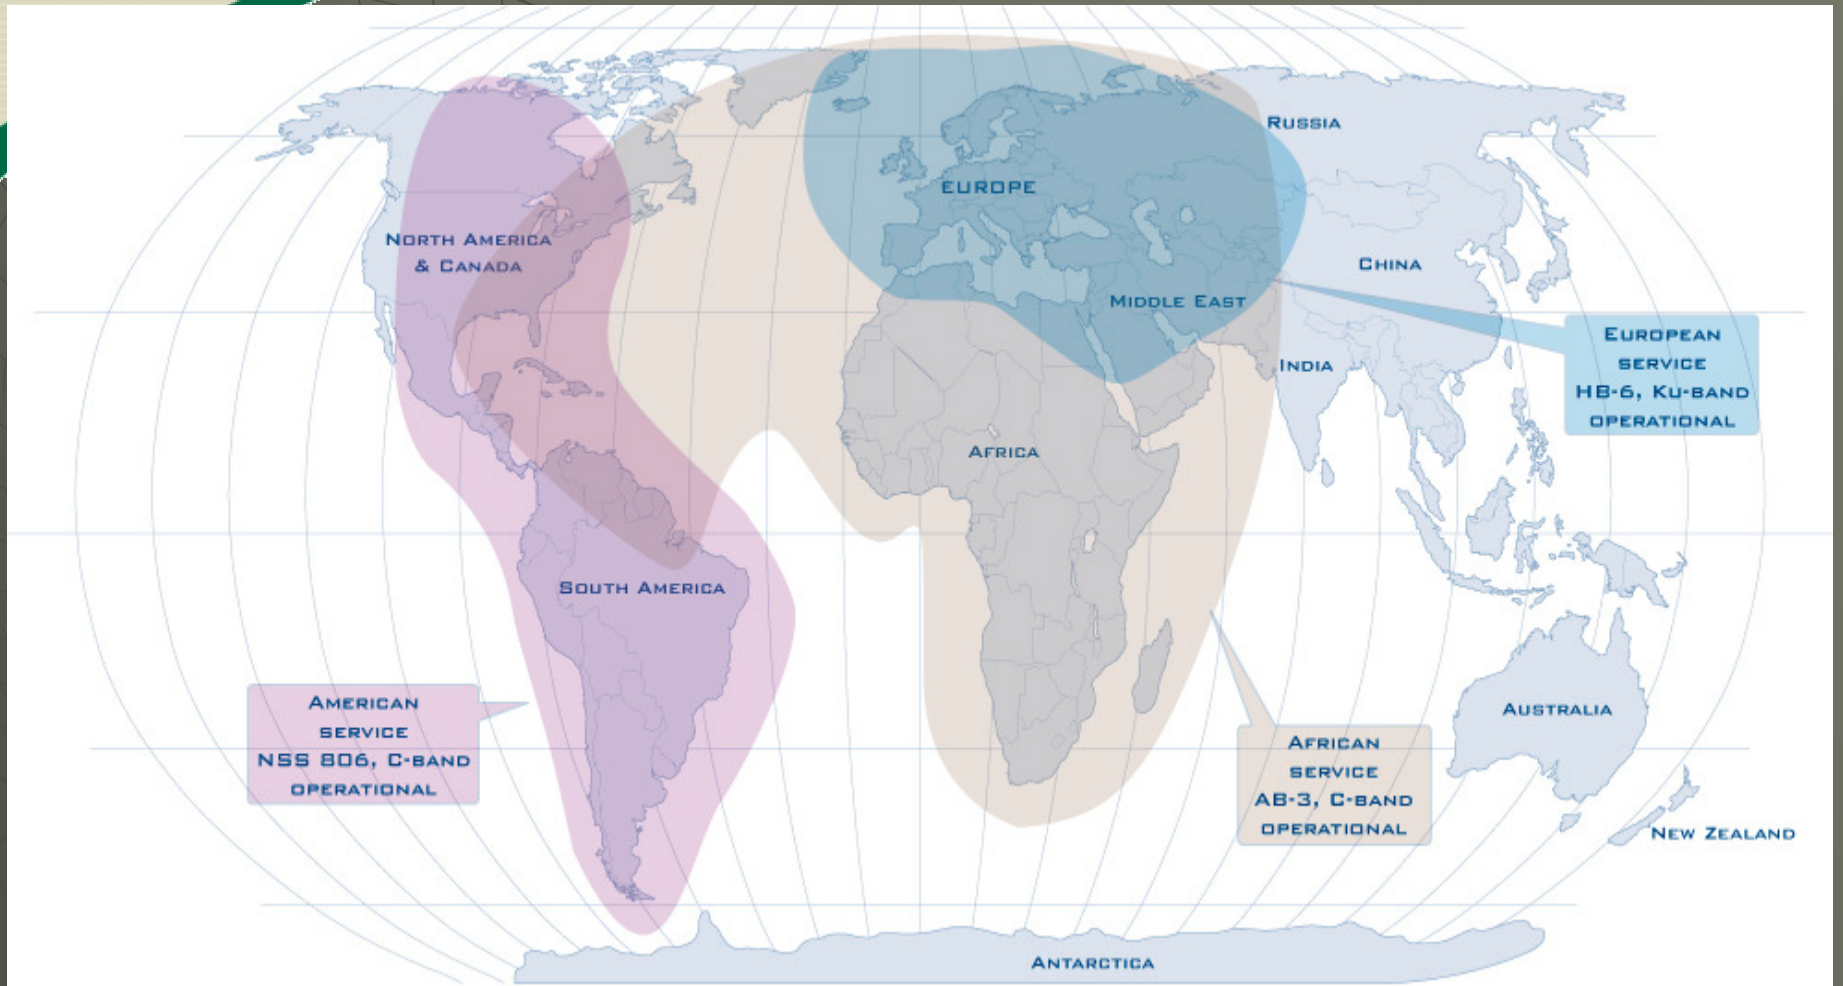 RUSSIA
EUROPE
NORTH AMERICA
& CANADA
CHINA
MIDDLE EAST
EUROPEAN
SERVICE
HB-6, KU-BAND
OPERATIONAL
INDIA
AFRICA
SOUTH AMERICA
AMERICAN
SERVICE
NSS 806, C-BAND
OPERATIONAL
AUSTRALIA
AFRICAN
SERVICE
AB-3, C-BAND
OPERATIONAL
NEW ZEALAND
ANTARCTICA